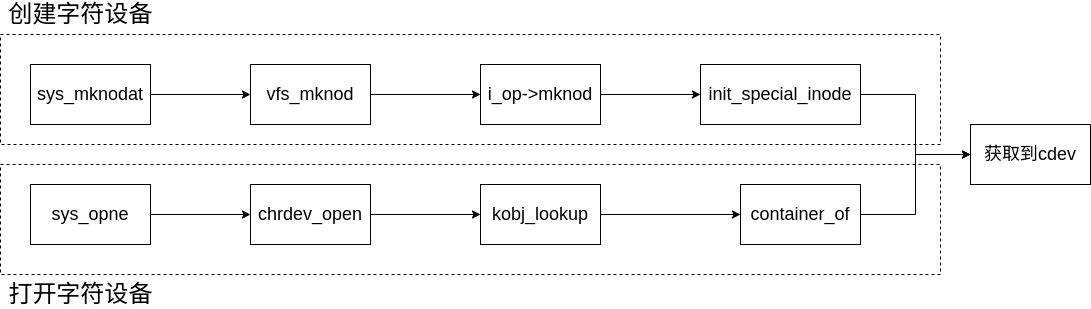 创建字符设备
sys_mknodat
vfs_mknod
i_op->mknod
init_special_inode
获取到cdev
sys_opne
chrdev_open
kobj_lookup
container_of
打开字符设备